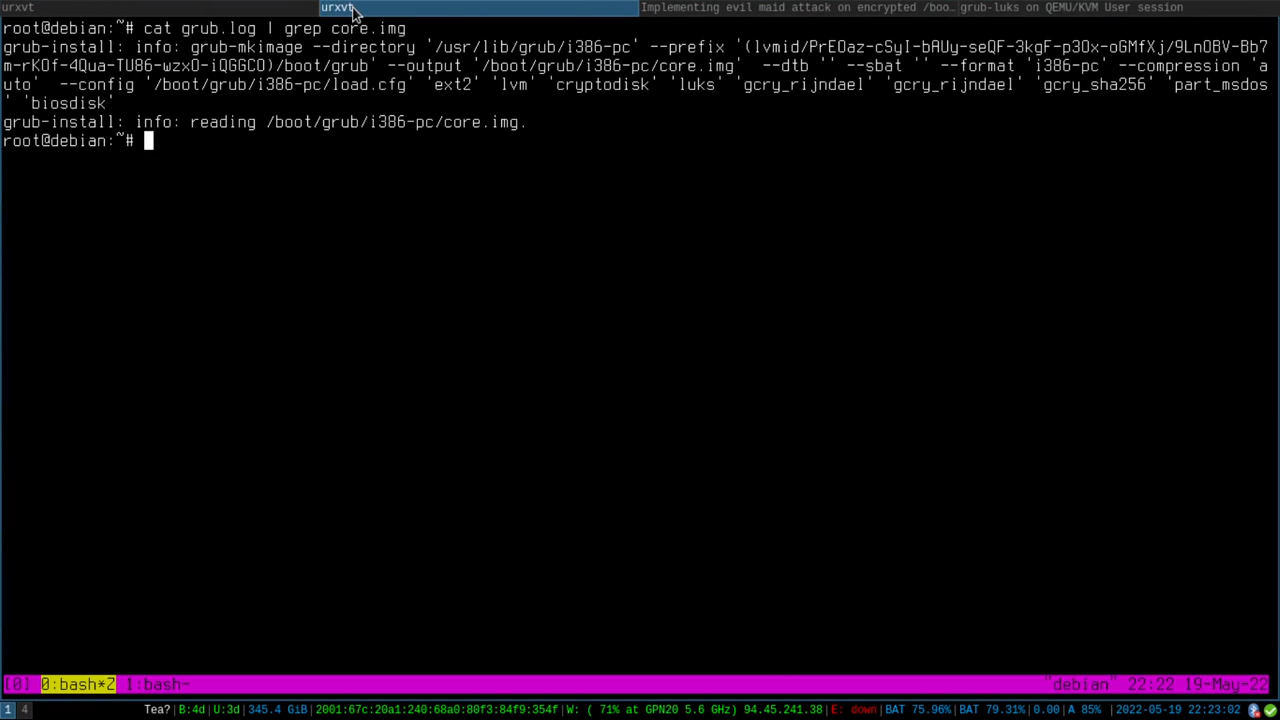 urxvt urxvt Implementing evil maid attack on encrypted /boo… grub-luks on QEMU/KVM User session
root@debian:~# cat grub.log | grep core.img
grub-install: info: grub-mkimage --directory '/usr/lib/grub/i386-pc' --prefix '(lvmid/PrEOaz-cSyI-bAUy-seQF-3kgF-p3Ox-oGMfXj/9LnOBV-Bb7
m-rKOf-4Qua-TU86-wzxO-iQGGCO)/boot/grub' --output '/boot/grub/i386-pc/core.img'  --dtb '' --sbat '' --format 'i386-pc' --compression 'a
uto'  --config '/boot/grub/i386-pc/load.cfg' 'ext2' 'lvm' 'cryptodisk' 'luks' 'gcry_rijndael' 'gcry_rijndael' 'gcry_sha256' 'part_msdos
' 'biosdisk'
grub-install: info: reading /boot/grub/i386-pc/core.img.
root@debian:~#
[0] 0:bash*Z 1:bash- "debian" 22:22 19-May-22
1 4 Tea?|B:4d|U:3d|345.4 GiB|2001:67c:20a1:240:68a0:80f3:84f9:354f|W: ( 71% at GPN20 5.6 GHz) 94.45.241.38|E: down|BAT 75.96%|BAT 79.31%|0.00|A 85% |2022-05-19 22:23:02